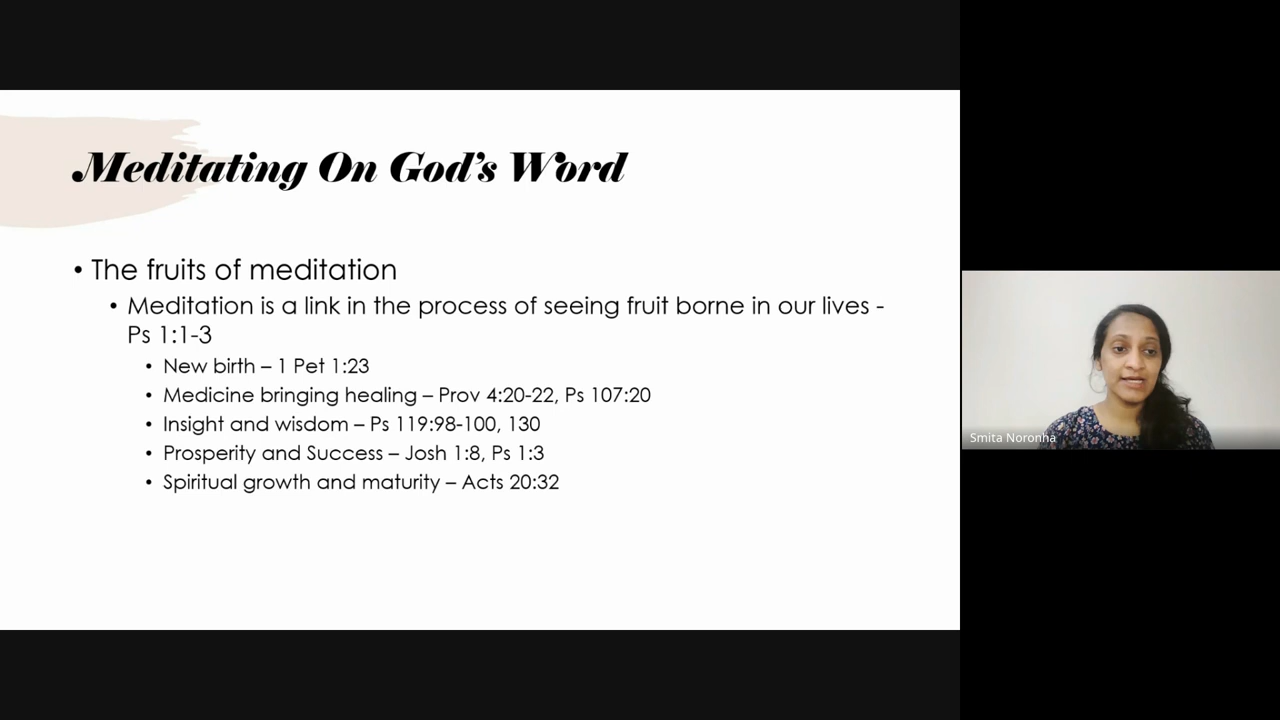 Meditating On God's Word
• The fruits of meditation
• Meditation is a link in the process of seeing fruit borne in our lives -
Ps 1:1-3
• New birth – 1 Pet 1:23
• Medicine bringing healing – Prov 4:20-22, Ps 107:20
• Insight and wisdom – Ps 119:98-100, 130
• Prosperity and Success – Josh 1:8, Ps 1:3
• Spiritual growth and maturity – Acts 20:32
Smita Noronha